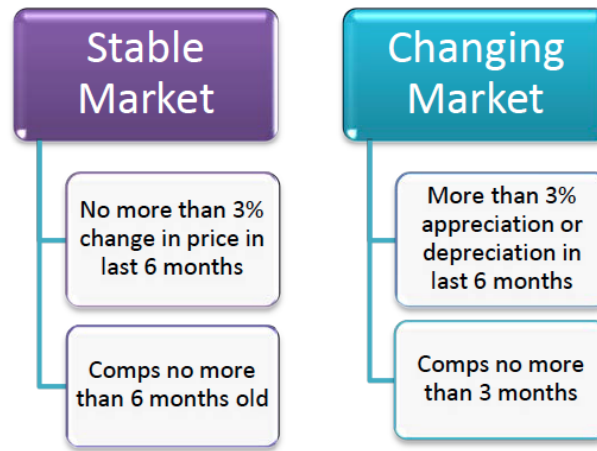 Stable
Market
No more than 3%
change in price in
last 6 months
Comps no more
than 6 months old
Changing
Market
More than 3%
appreciation or
depreciation in
last 6 months
Comps no more
than 3 months